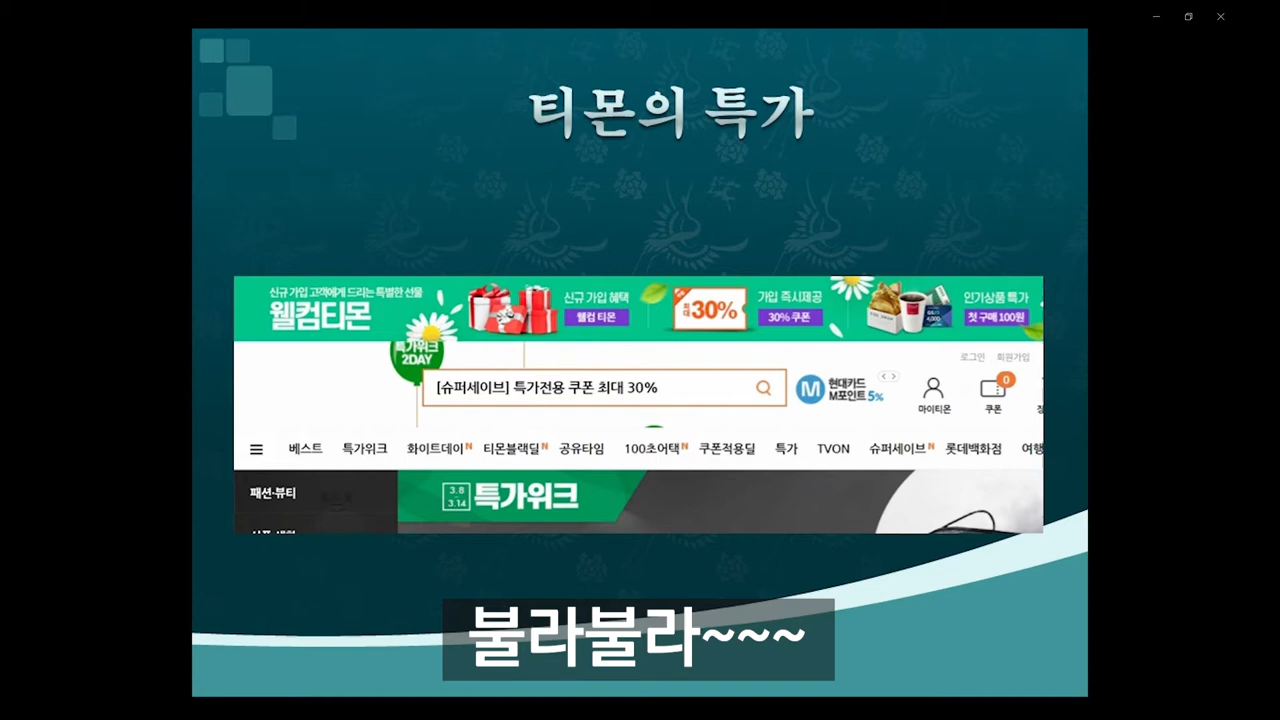 티몬의 특가
신규 가입 고객에게 드리는 특별한 선물
웰컴티몬
신규 가입 혜택
웰컴 티몬
최대 30%
가입 즉시제공
30% 쿠폰
인기상품 특가
첫 구매 100원
특가위크
2DAY
로그인 회원가입
[슈퍼세이브] 특가전용 쿠폰 최대 30%
M 현대카드
M포인트 5%
0
마이티몬 쿠폰
베스트 특가위크 화이트데이N 티몬블랙딜N 공유타임 100초어택N 쿠폰적용딜 특가 TVON 슈퍼세이브N 롯데백화점 여행
패션·뷰티
3.8
3.14
특가위크
불라불라~~~